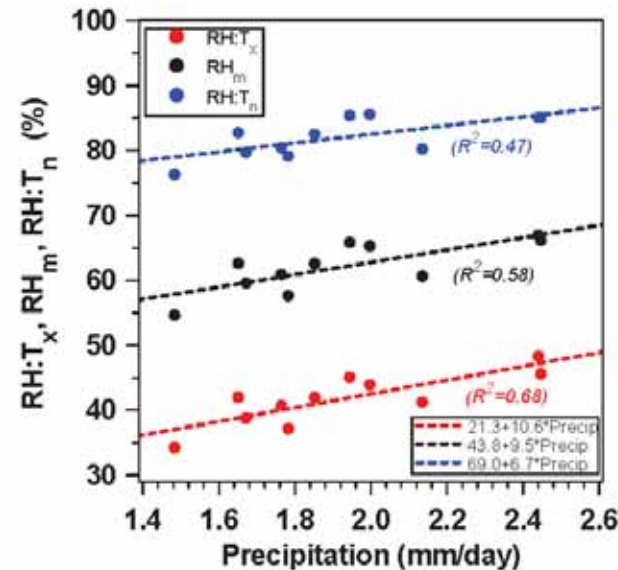 100
90
80
70
60
50
40
30
RH:Tx, RHm, RH:Tn (%)
RH:Tx
RHm
RH:Tn
(R²=0.47)
(R²=0.58)
(R²=0.68)
21.3+10.6*Precip
43.8+9.5*Precip
69.0+6.7*Precip
1.4 1.6 1.8 2.0 2.2 2.4 2.6
Precipitation (mm/day)